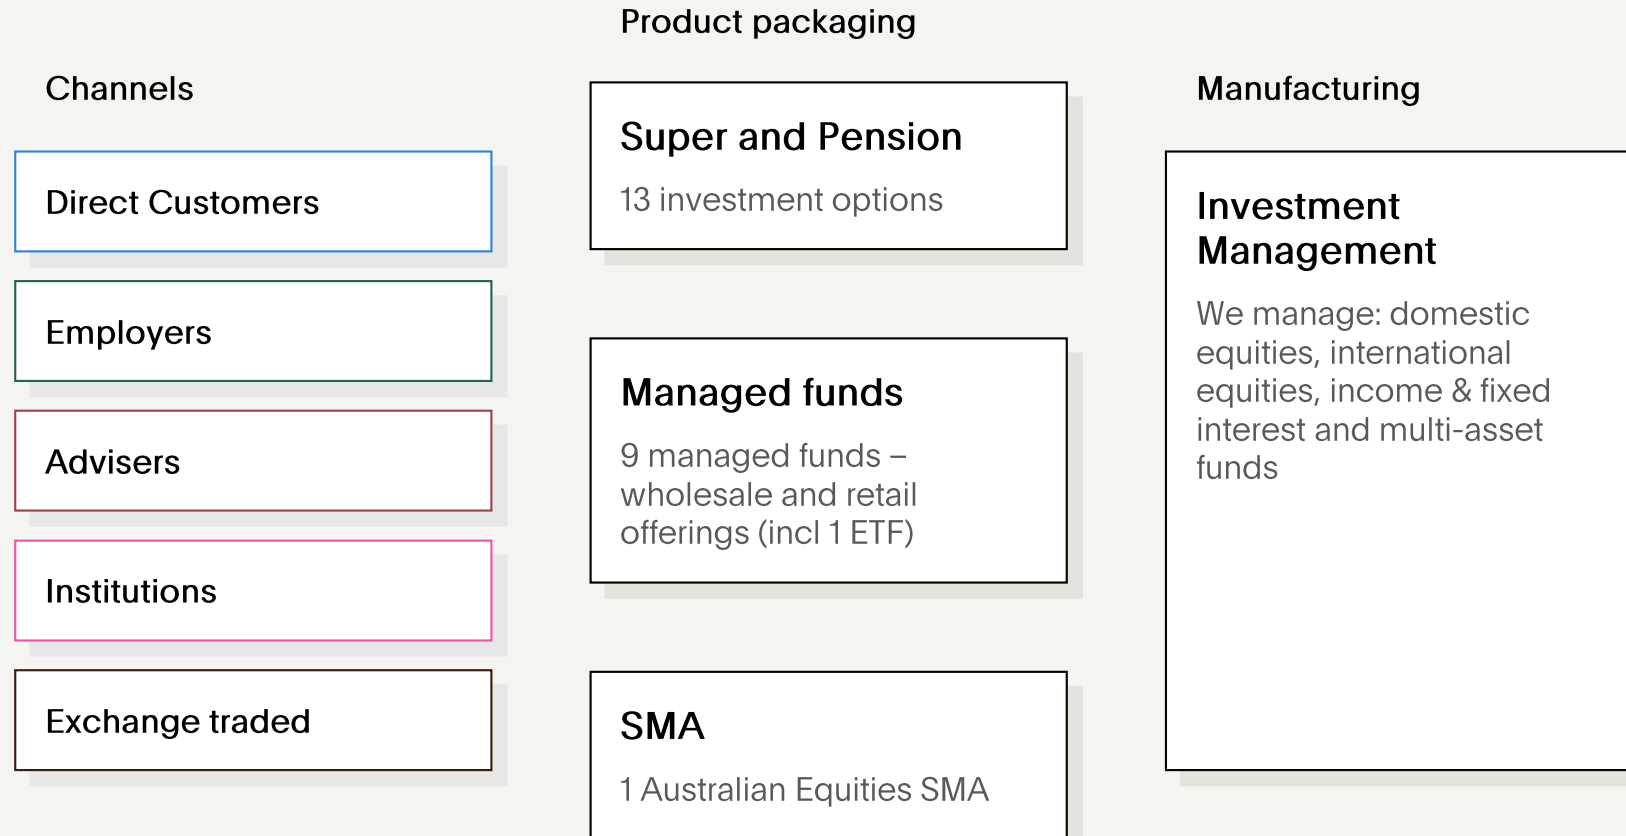 Channels
Direct Customers
Employers
Advisers
Institutions
Exchange traded
Product packaging
Super and Pension
13 investment options
Managed funds
9 managed funds –
wholesale and retail
offerings (incl 1 ETF)
SMA
1 Australian Equities SMA
Manufacturing
Investment
Management
We manage: domestic
equities, international
equities, income & fixed
interest and multi-asset
funds